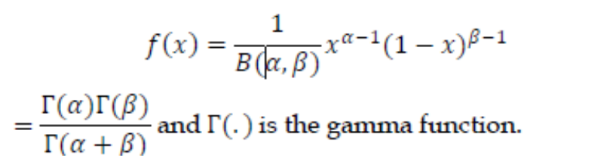 f(x) = 1/B(α, β) x^(α−1)(1 − x)^(β−1)
= Γ(α)Γ(β)/Γ(α + β) and Γ(.) is the gamma function.